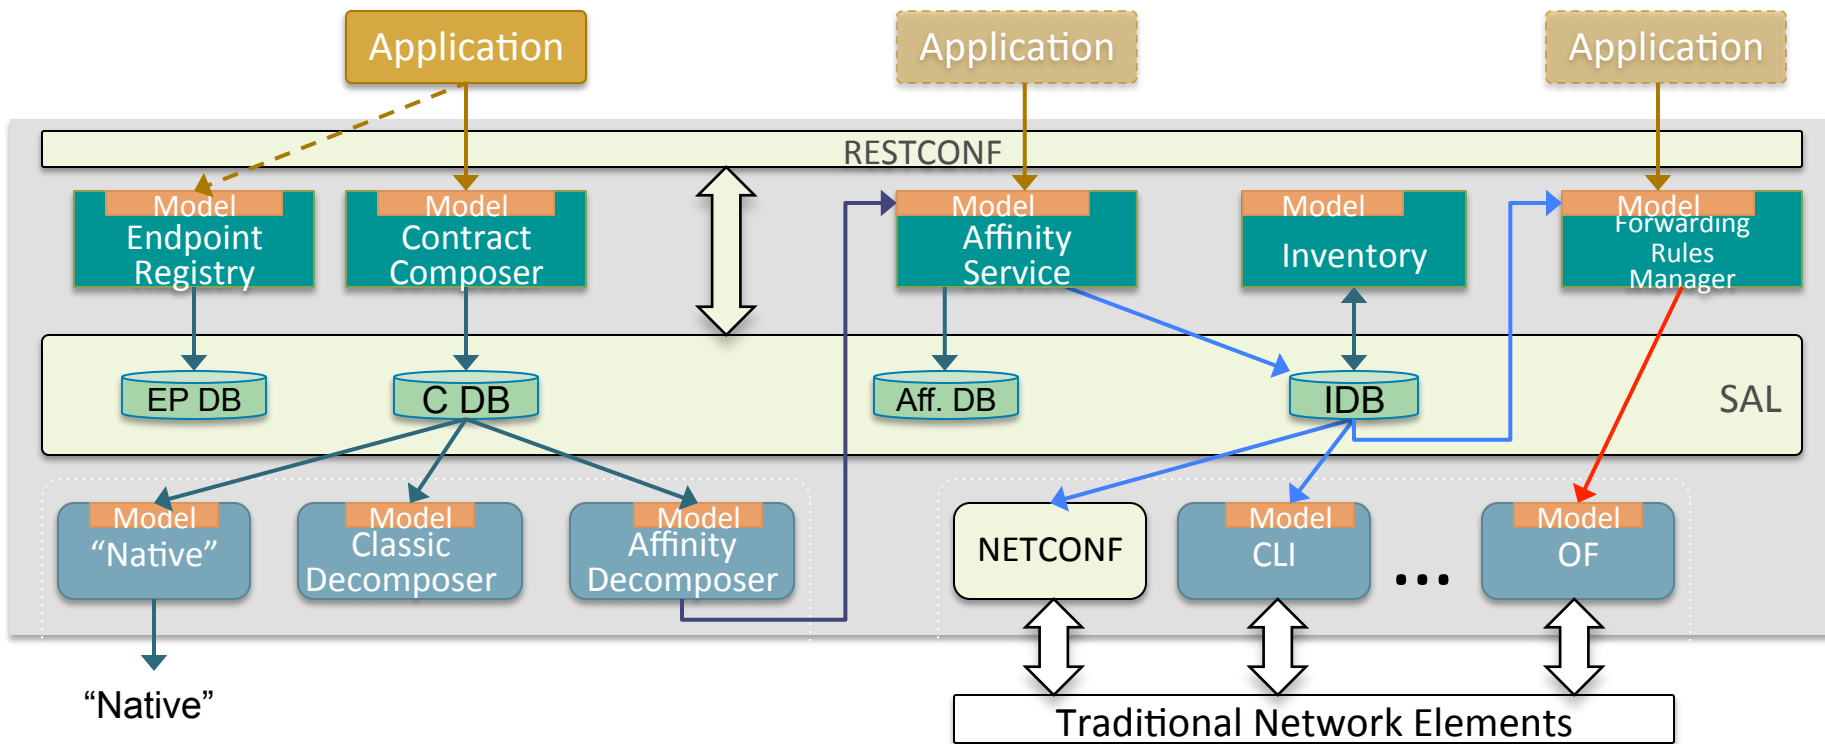 Application
Application
Application
RESTCONF
Model
Endpoint
Registry
Model
Contract
Composer
Model
Affinity
Service
Model
Inventory
Model
Forwarding
Rules
Manager
EP DB
C DB
Aff. DB
IDB
SAL
Model
“Native”
Model
Classic
Decomposer
Model
Affinity
Decomposer
NETCONF
Model
CLI
...
Model
OF
“Native”
Traditional Network Elements